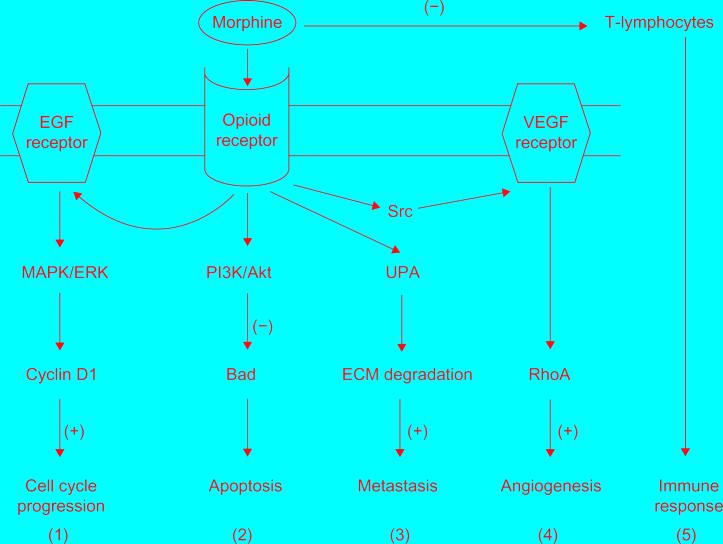 (−)
Morphine
T-lymphocytes
EGF
receptor
Opioid
receptor
VEGF
receptor
Src
MAPK/ERK
PI3K/Akt
UPA
(−)
Cyclin D1
Bad
ECM degradation
RhoA
(+)
(+)
(+)
Cell cycle
progression
Apoptosis
Metastasis
Angiogenesis
Immune
response
(1)
(2)
(3)
(4)
(5)